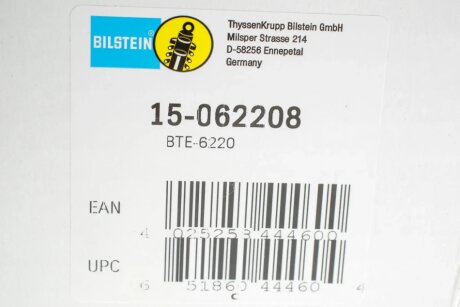 BILSTEIN
ThyssenKrupp Bilstein GmbH
Milsper Strasse 214
D-58256 Ennepetal
Germany
15-062208
BTE-6220
EAN
4 025258 444600
UPC
6 51860 44460 4
C